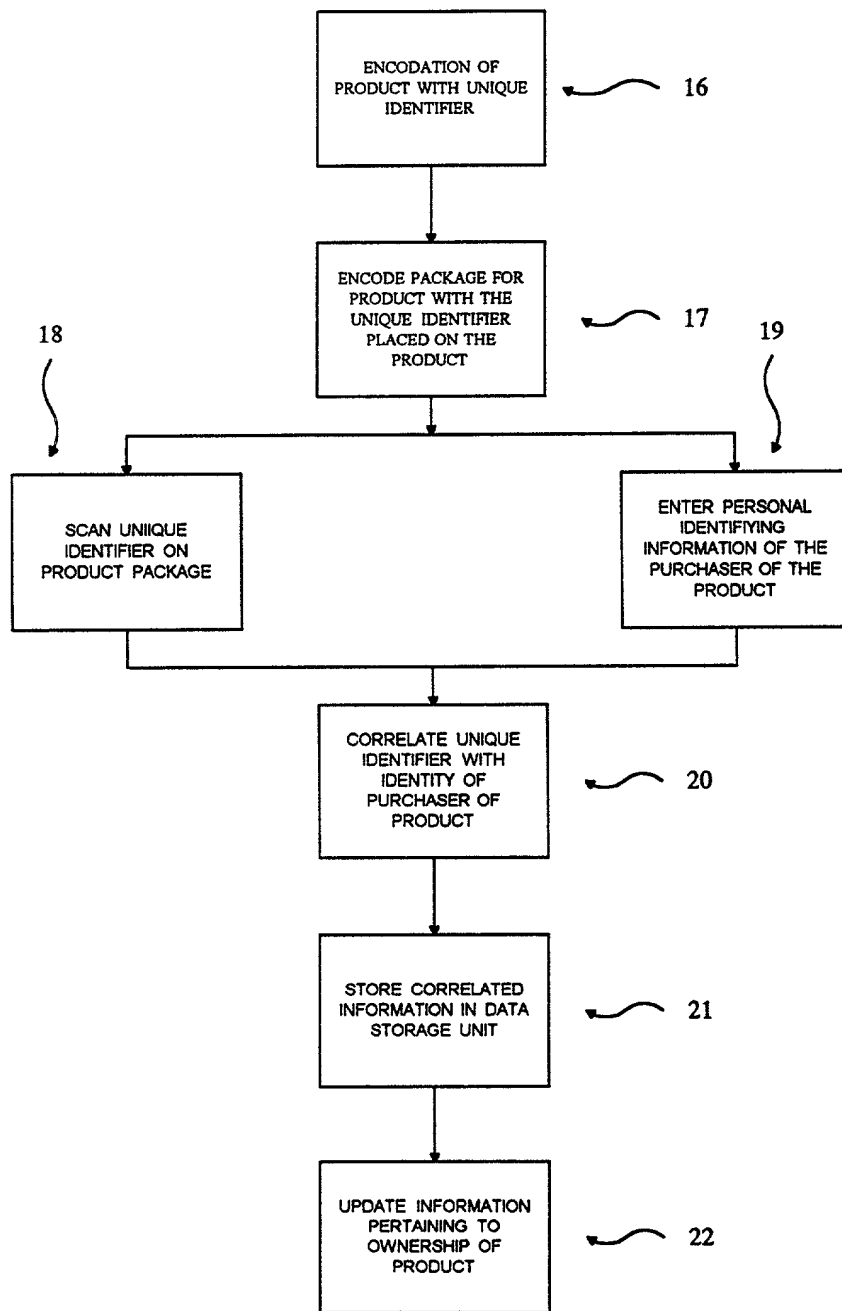 ENCODATION OF
PRODUCT WITH UNIQUE
IDENTIFIER
16
ENCODE PACKAGE FOR
PRODUCT WITH THE
UNIQUE IDENTIFIER
PLACED ON THE
PRODUCT
17
18
19
SCAN UNIIQUE
IDENTIFIER ON
PRODUCT PACKAGE
ENTER PERSONAL
IDENTIFIYING
INFORMATION OF THE
PURCHASER OF THE
PRODUCT
CORRELATE UNIQUE
IDENTIFIER WITH
IDENTITY OF
PURCHASER OF
PRODUCT
20
STORE CORRELATED
INFORMATION IN DATA
STORAGE UNIT
21
UPDATE INFORMATION
PERTAINING TO
OWNERSHIP OF
PRODUCT
22